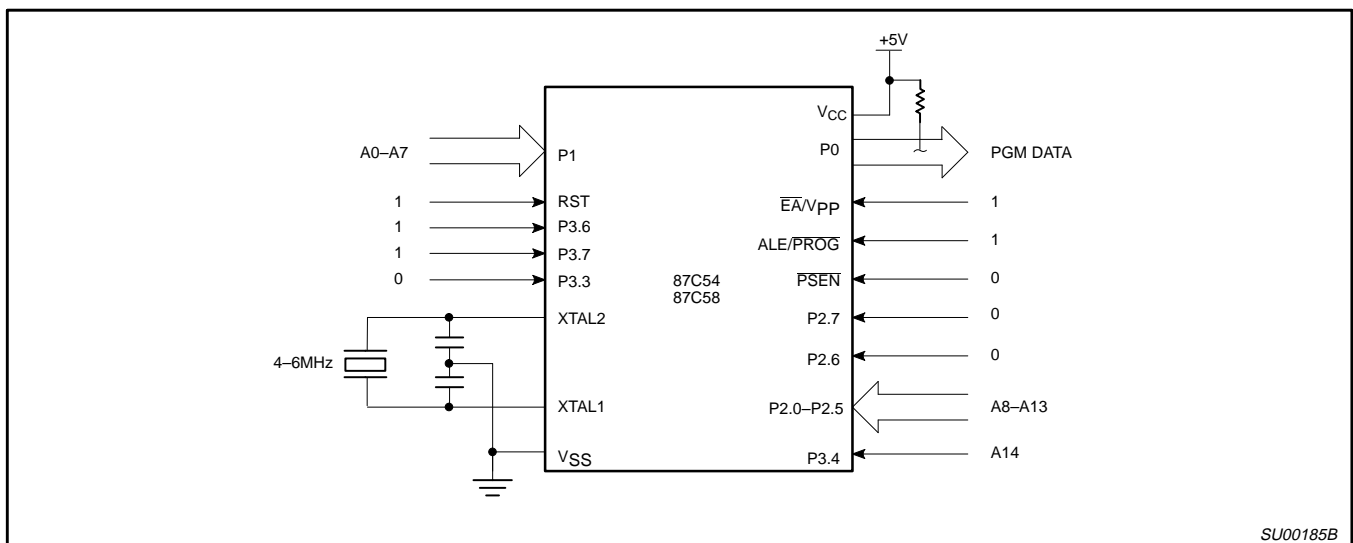 +5V
A0–A7
P1
VCC
P0
PGM DATA
1
RST
EA/VPP
1
1
P3.6
ALE/PROG
1
1
P3.7
0
P3.3
87C54
87C58
PSEN
0
XTAL2
P2.7
0
4–6MHz
P2.6
0
XTAL1
P2.0–P2.5
A8–A13
VSS
P3.4
A14
SU00185B